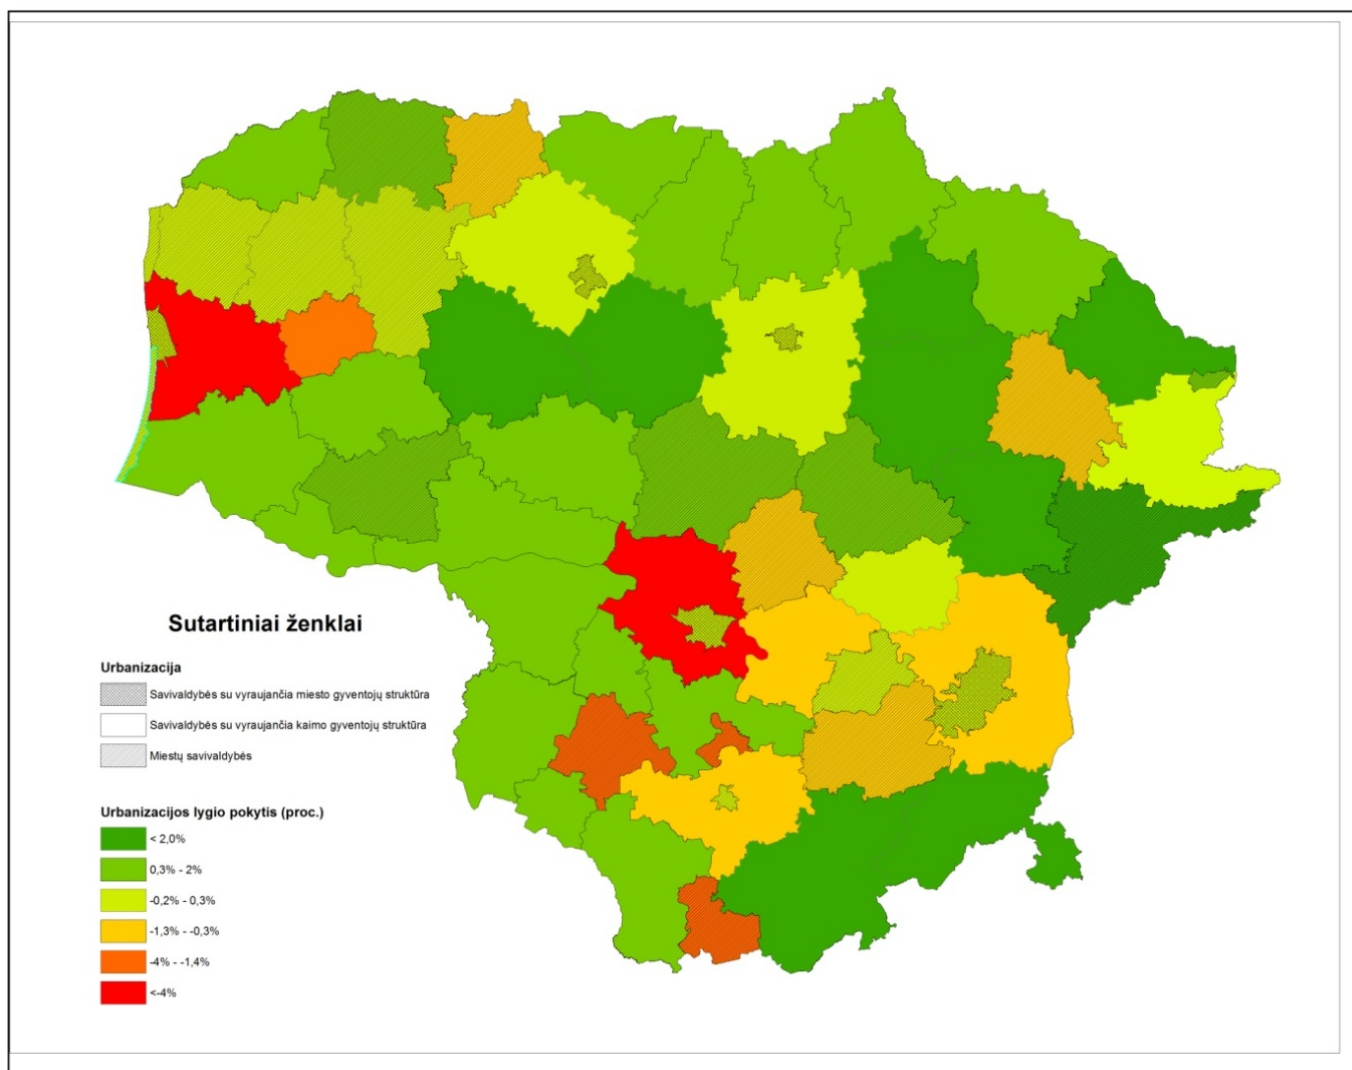 Sutartiniai ženklai
Urbanizacija
Savivaldybės su vyraujančia miesto gyventojų struktūra
Savivaldybės su vyraujančia kaimo gyventojų struktūra
Miestų savivaldybės
Urbanizacijos lygio pokytis (proc.)
< 2,0%
0,3% - 2%
-0,2% - 0,3%
-1,3% - -0,3%
-4% - -1,4%
<-4%